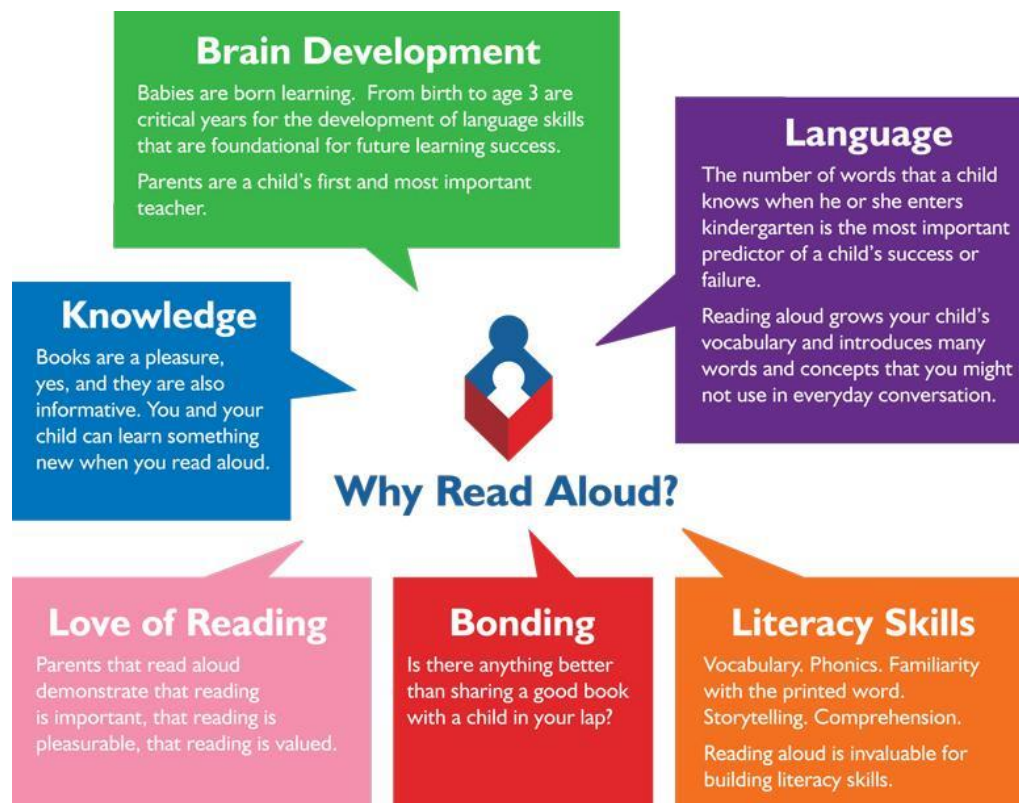 Brain Development
Babies are born learning.  From birth to age 3 are
critical years for the development of language skills
that are foundational for future learning success.
Parents are a child's first and most important
teacher.
Language
The number of words that a child
knows when he or she enters
kindergarten is the most important
predictor of a child's success or
failure.
Reading aloud grows your child's
vocabulary and introduces many
words and concepts that you might
not use in everyday conversation.
Knowledge
Books are a pleasure,
yes, and they are also
informative. You and your
child can learn something
new when you read aloud.
Why Read Aloud?
Love of Reading
Parents that read aloud
demonstrate that reading
is important, that reading is
pleasurable, that reading is valued.
Bonding
Is there anything better
than sharing a good book
with a child in your lap?
Literacy Skills
Vocabulary. Phonics. Familiarity
with the printed word.
Storytelling. Comprehension.
Reading aloud is invaluable for
building literacy skills.